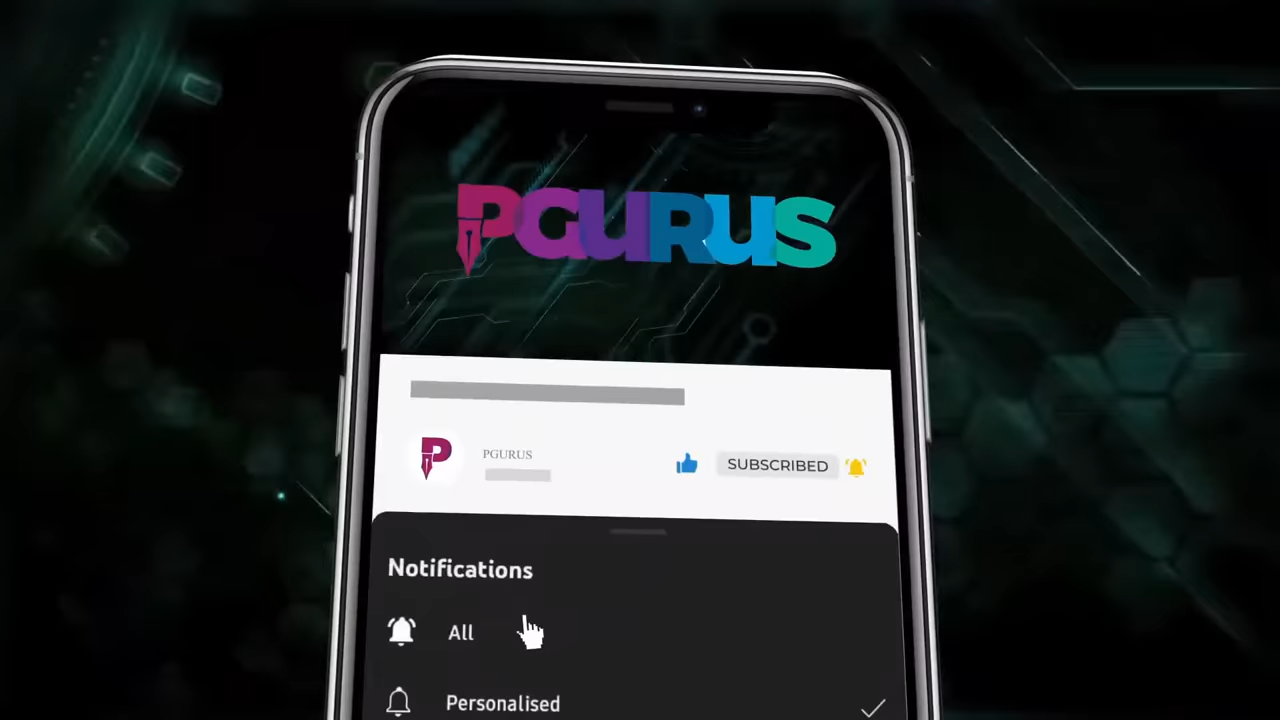 PGURUS
P
PGURUS
SUBSCRIBED
Notifications
All
Personalised